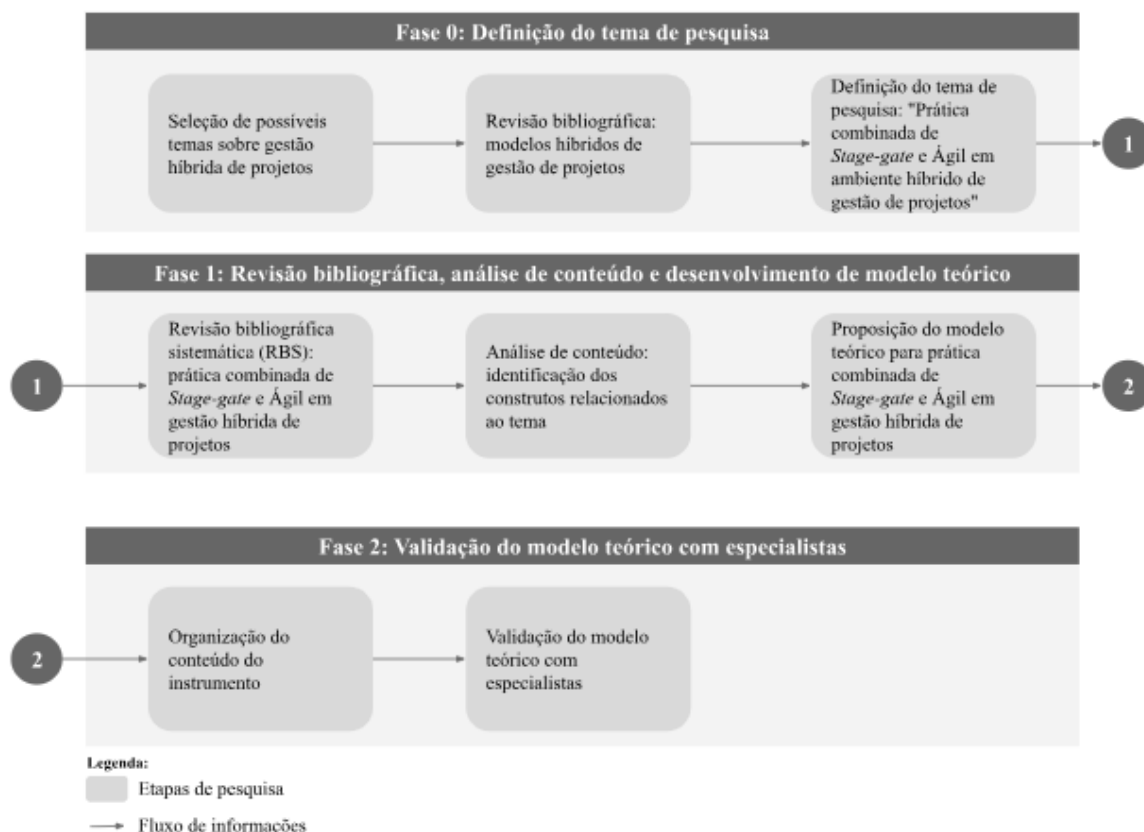 Fase 0: Definição do tema de pesquisa
Seleção de possíveis
temas sobre gestão
híbrida de projetos
Revisão bibliográfica:
modelos híbridos de
gestão de projetos
Definição do tema de
pesquisa: "Prática
combinada de
Stage-gate e Ágil em
ambiente híbrido de
gestão de projetos"
1
Fase 1: Revisão bibliográfica, análise de conteúdo e desenvolvimento de modelo teórico
1
Revisão bibliográfica
sistemática (RBS):
prática combinada de
Stage-gate e Ágil em
gestão híbrida de
projetos
Análise de conteúdo:
identificação dos
construtos relacionados
ao tema
Proposição do modelo
teórico para prática
combinada de
Stage-gate e Ágil em
gestão híbrida de
projetos
2
Fase 2: Validação do modelo teórico com especialistas
2
Organização do
conteúdo do
instrumento
Validação do modelo
teórico com
especialistas
Legenda:
Etapas de pesquisa
Fluxo de informações